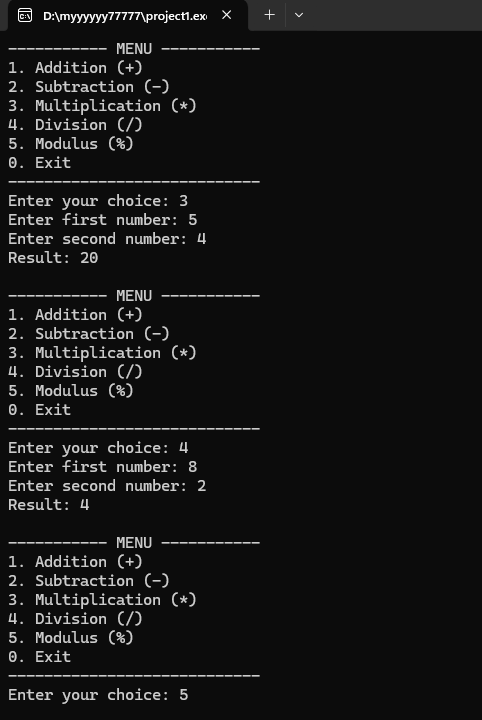 D:\myyyyyy77777\project1.ex
----------- MENU -----------
1. Addition (+)
2. Subtraction (-)
3. Multiplication (*)
4. Division (/)
5. Modulus (%)
0. Exit
----------------------------
Enter your choice: 3
Enter first number: 5
Enter second number: 4
Result: 20
----------- MENU -----------
1. Addition (+)
2. Subtraction (-)
3. Multiplication (*)
4. Division (/)
5. Modulus (%)
0. Exit
----------------------------
Enter your choice: 4
Enter first number: 8
Enter second number: 2
Result: 4
----------- MENU -----------
1. Addition (+)
2. Subtraction (-)
3. Multiplication (*)
4. Division (/)
5. Modulus (%)
0. Exit
----------------------------
Enter your choice: 5